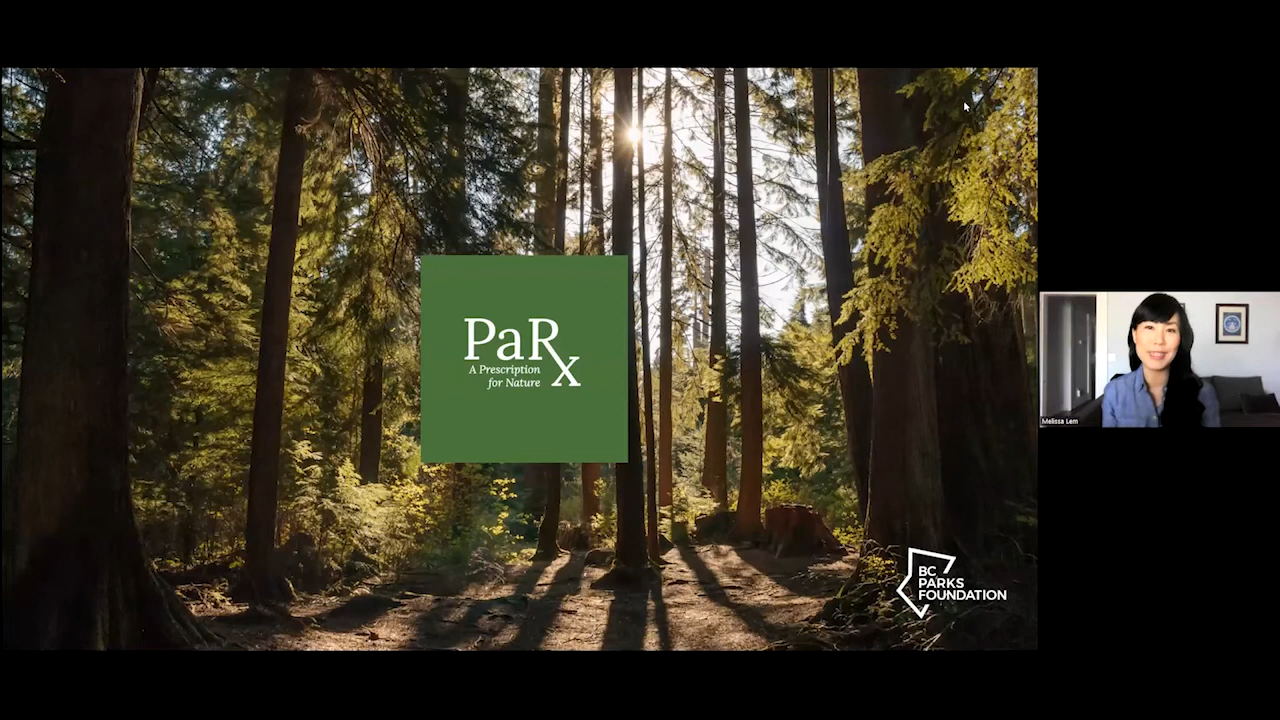 PaRx
A Prescription
for Nature
BC
PARKS
FOUNDATION
Melissa Lem